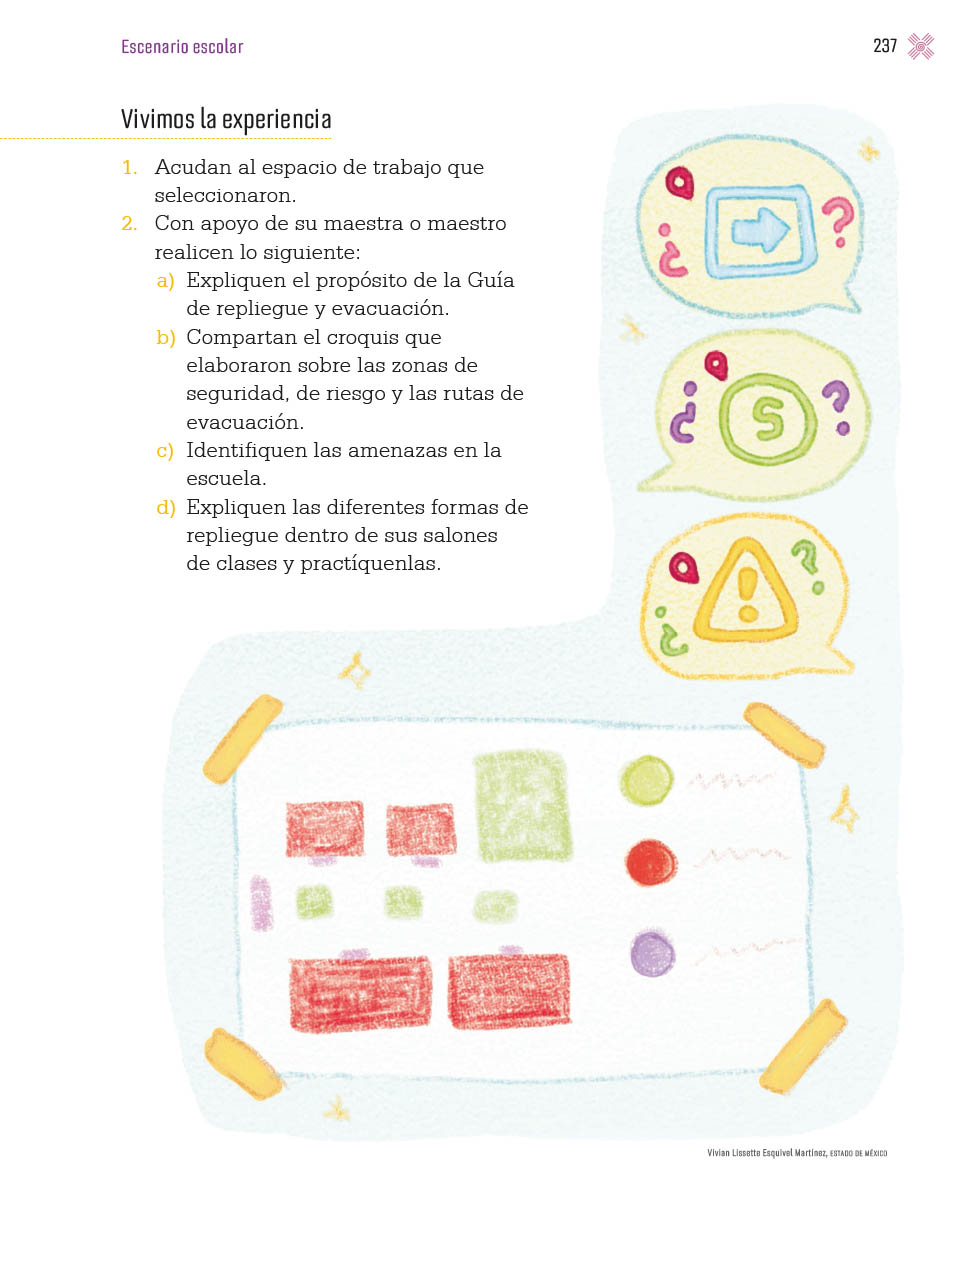 Escenario escolar
237
Vivimos la experiencia
1. Acudan al espacio de trabajo que
seleccionaron.
2. Con apoyo de su maestra o maestro
realicen lo siguiente:
a) Expliquen el propósito de la Guía
de repliegue y evacuación.
b) Compartan el croquis que
elaboraron sobre las zonas de
seguridad, de riesgo y las rutas de
evacuación.
c) Identifiquen las amenazas en la
escuela.
d) Expliquen las diferentes formas de
repliegue dentro de sus salones
de clases y practíquenlas.
¿ ?
¿ S ?
¿ ! ?
Vivian Lissette Esquivel Martínez, ESTADO DE MÉXICO